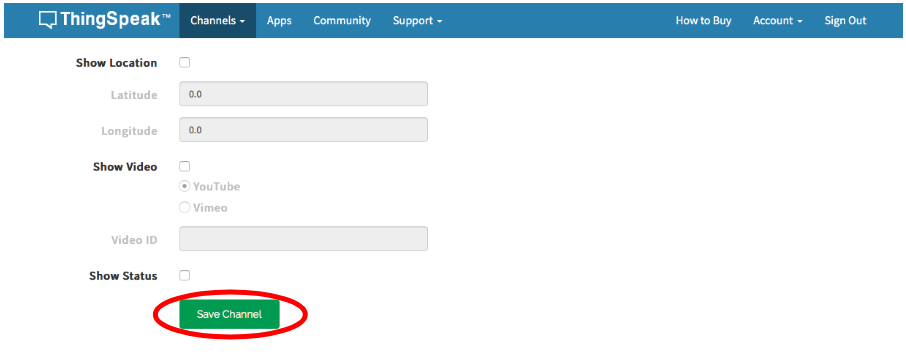 ThingSpeak™ Channels Apps Community Support How to Buy Account Sign Out
Show Location
Latitude 0.0
Longitude 0.0
Show Video
YouTube
Vimeo
Video ID
Show Status
Save Channel